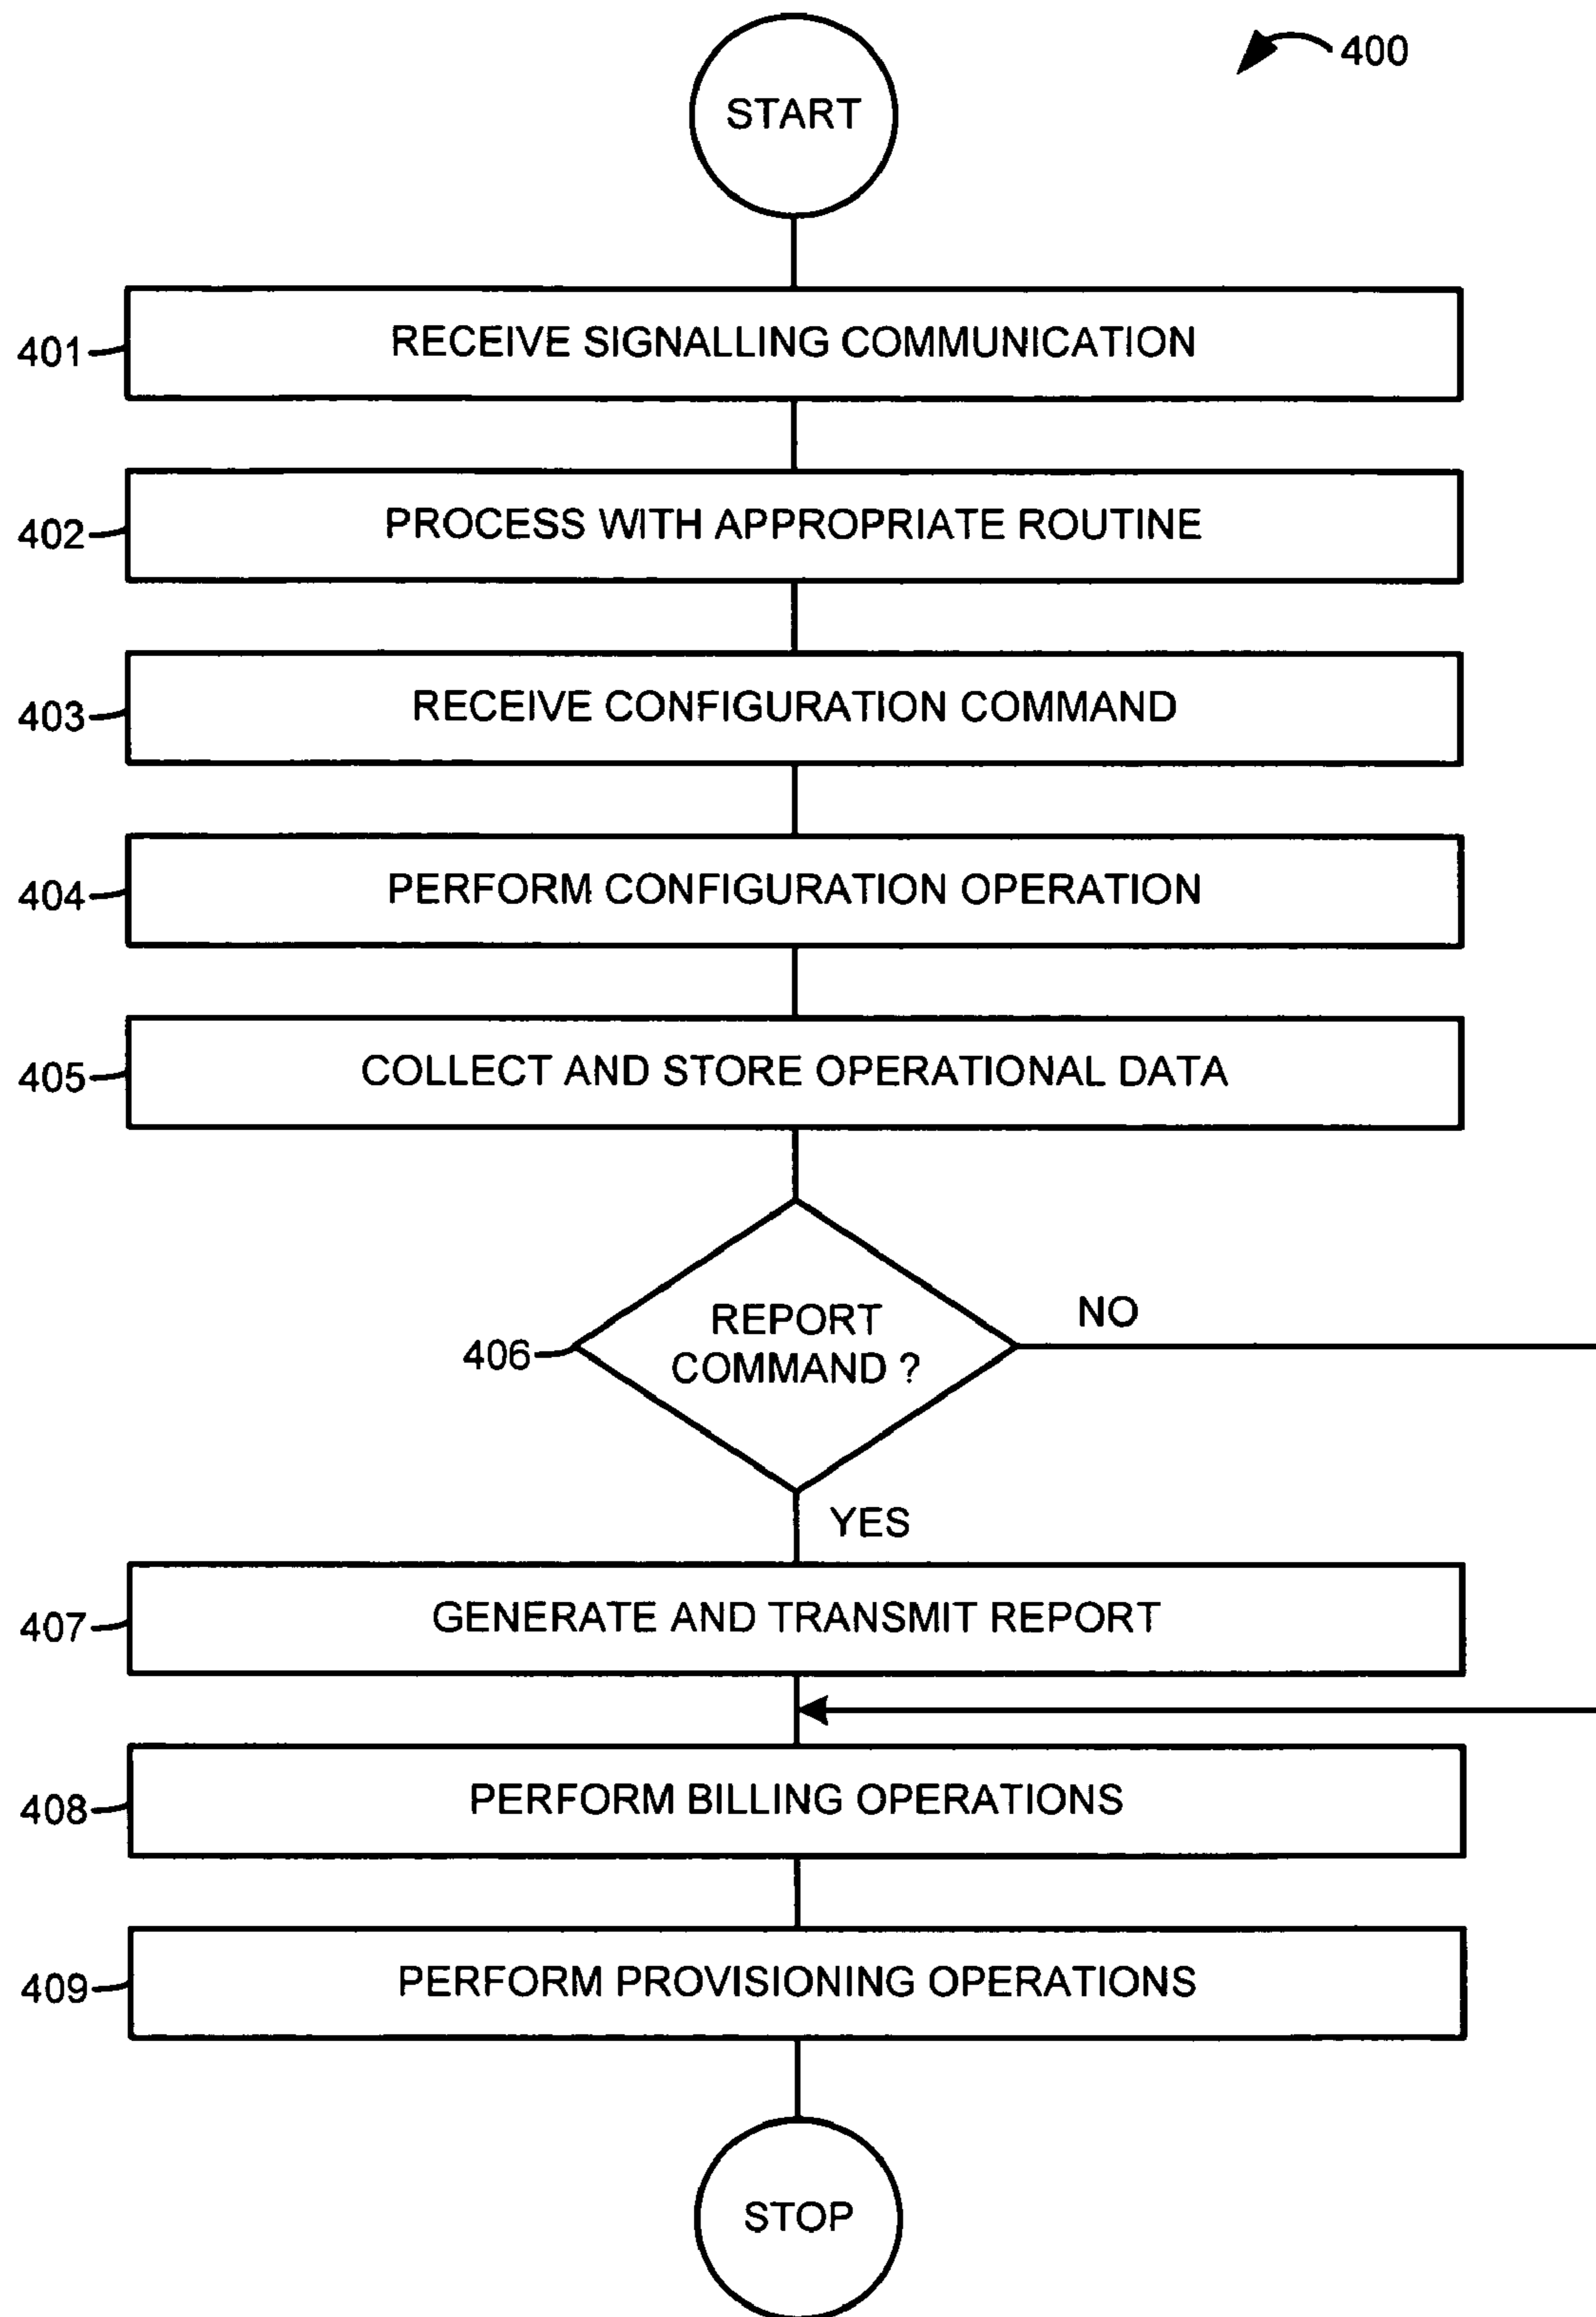 400
START
401
RECEIVE SIGNALLING COMMUNICATION
402
PROCESS WITH APPROPRIATE ROUTINE
403
RECEIVE CONFIGURATION COMMAND
404
PERFORM CONFIGURATION OPERATION
405
COLLECT AND STORE OPERATIONAL DATA
406
REPORT
COMMAND ?
NO
YES
407
GENERATE AND TRANSMIT REPORT
408
PERFORM BILLING OPERATIONS
409
PERFORM PROVISIONING OPERATIONS
STOP